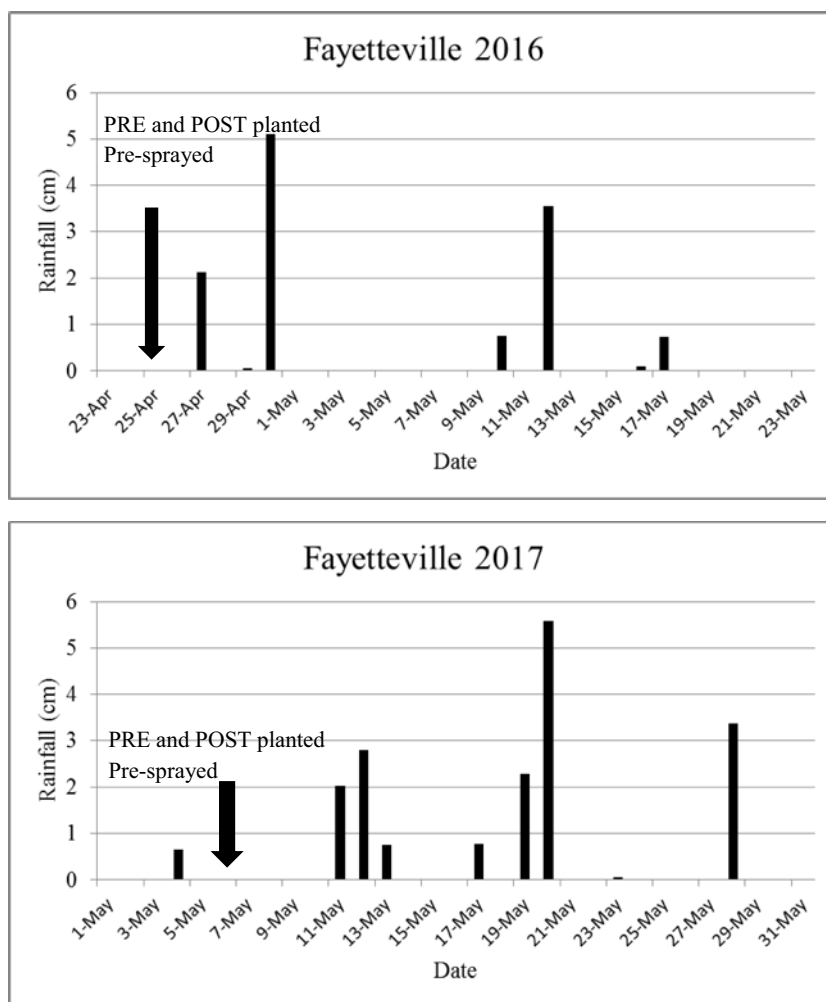 Fayetteville 2016
6
PRE and POST planted
5
Pre-sprayed
4
3
2
1
0
Rainfall (cm)
23-Apr 25-Apr 27-Apr 29-Apr 1-May 3-May 5-May 7-May 9-May 11-May 13-May 15-May 17-May 19-May 21-May 23-May
Date
Fayetteville 2017
6
5
4
3
PRE and POST planted
Pre-sprayed
2
1
0
Rainfall (cm)
1-May 3-May 5-May 7-May 9-May 11-May 13-May 15-May 17-May 19-May 21-May 23-May 25-May 27-May 29-May 31-May
Date